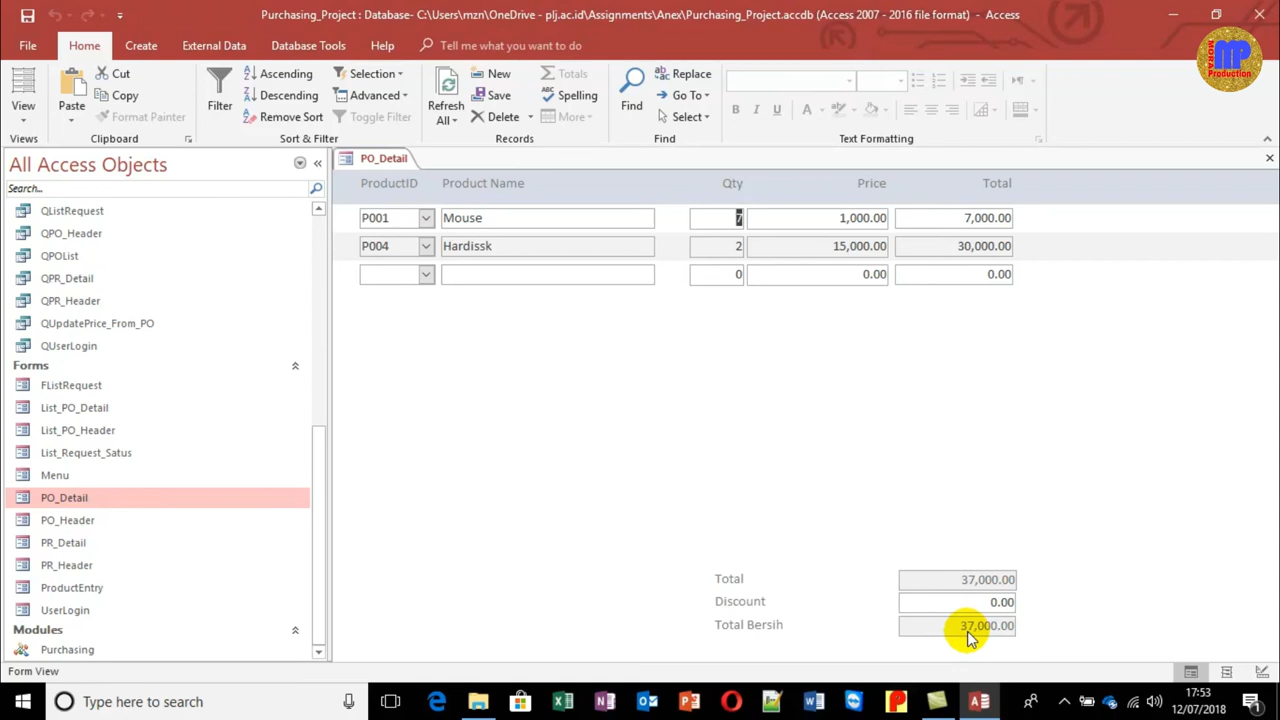 Purchasing_Project : Database- C:\Users\mzn\OneDrive - plj.ac.id\Assignments\Anex\Purchasing_Project.accdb (Access 2007 - 2016 file format) - Access
File Home Create External Data Database Tools Help Tell me what you want to do
MORA
MP
Production
View
Views
Paste
Cut
Copy
Format Painter
Clipboard
Filter
Ascending
Descending
Remove Sort
Selection
Advanced
Toggle Filter
Sort & Filter
Refresh
All
New
Save
Delete
Totals
Spelling
More
Records
Find
Replace
Go To
Select
Find
B I U A
Text Formatting
All Access Objects
Search...
QListRequest
QPO_Header
QPOList
QPR_Detail
QPR_Header
QUpdatePrice_From_PO
QUserLogin
Forms
FListRequest
List_PO_Detail
List_PO_Header
List_Request_Satus
Menu
PO_Detail
PO_Header
PR_Detail
PR_Header
ProductEntry
UserLogin
Modules
Purchasing
PO_Detail
ProductID Product Name Qty Price Total
P001 Mouse 7 1,000.00 7,000.00
P004 Hardissk 2 15,000.00 30,000.00
0 0.00 0.00
Total 37,000.00
Discount 0.00
Total Bersih 37,000.00
Form View
Type here to search
17:53
12/07/2018